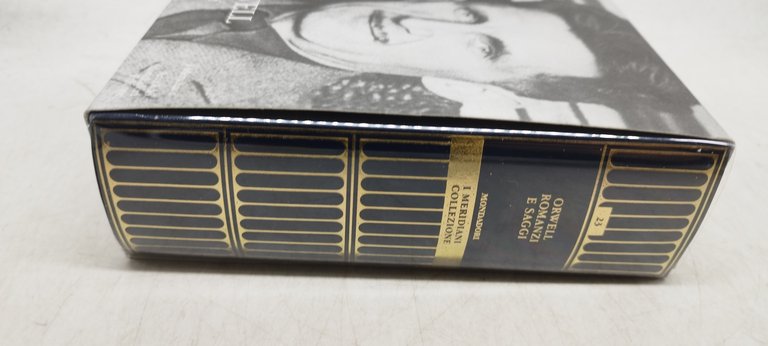 23
ORWELL
ROMANZI
E SAGGI
MONDADORI
I MERIDIANI
COLLEZIONE